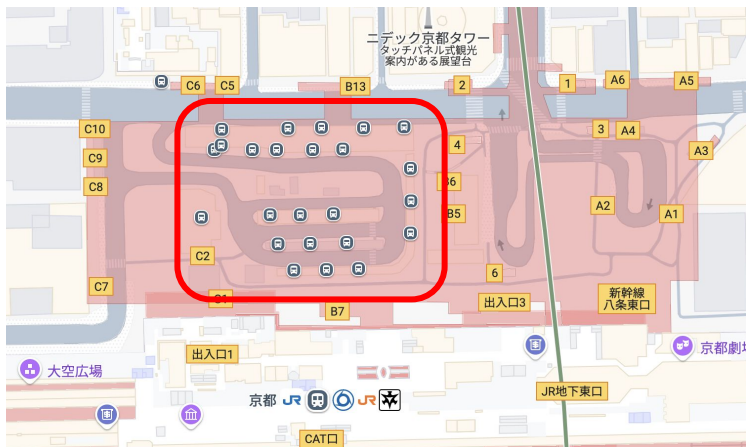 ニデック京都タワー
タッチパネル式観光
案内がある展望台
C6
C5
B13
2
1
A6
A5
C10
3
A4
C9
4
A3
C8
B6
A2
B5
A1
C2
6
C7
C1
新幹線
八条東口
出入口3
B7
出入口1
京都劇場
大空広場
JR地下東口
京都
JR
JR
CAT口